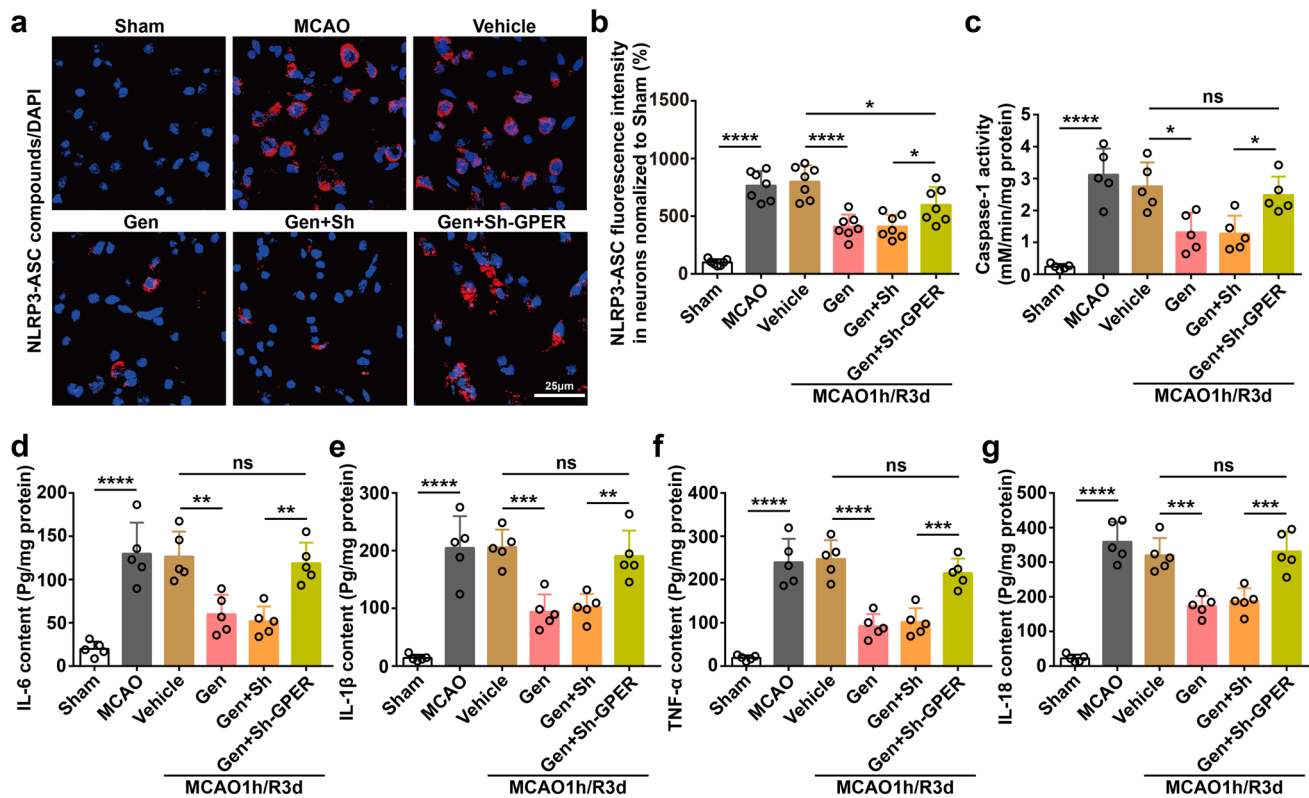 a
Sham
MCAO
Vehicle
NLRP3-ASC compounds/DAPI
Gen
Gen+Sh
Gen+Sh-GPER
25μm
b
NLRP3-ASC fluorescence intensity
in neurons nomalized to Sham (%)
1500
1000
500
0
****
****
*
*
Sham
MCAO
Vehicle
Gen
Gen+Sh
Gen+Sh-GPER
MCAO1h/R3d
c
Caspase-1 activity
(mM/min/mg protein)
5
4
3
2
1
0
****
*
*
ns
Sham
MCAO
Vehicle
Gen
Gen+Sh
Gen+Sh-GPER
MCAO1h/R3d
d
IL-6 content (Pg/mg protein)
200
150
100
50
0
****
**
**
ns
Sham
MCAO
Vehicle
Gen
Gen+Sh
Gen+Sh-GPER
MCAO1h/R3d
e
IL-1β content (Pg/mg protein)
300
200
100
0
****
***
**
ns
Sham
MCAO
Vehicle
Gen
Gen+Sh
Gen+Sh-GPER
MCAO1h/R3d
f
TNF-α content (Pg/mg protein)
400
300
200
100
0
****
****
***
ns
Sham
MCAO
Vehicle
Gen
Gen+Sh
Gen+Sh-GPER
MCAO1h/R3d
g
IL-18 content (Pg/mg protein)
500
400
300
200
100
0
****
***
***
ns
Sham
MCAO
Vehicle
Gen
Gen+Sh
Gen+Sh-GPER
MCAO1h/R3d